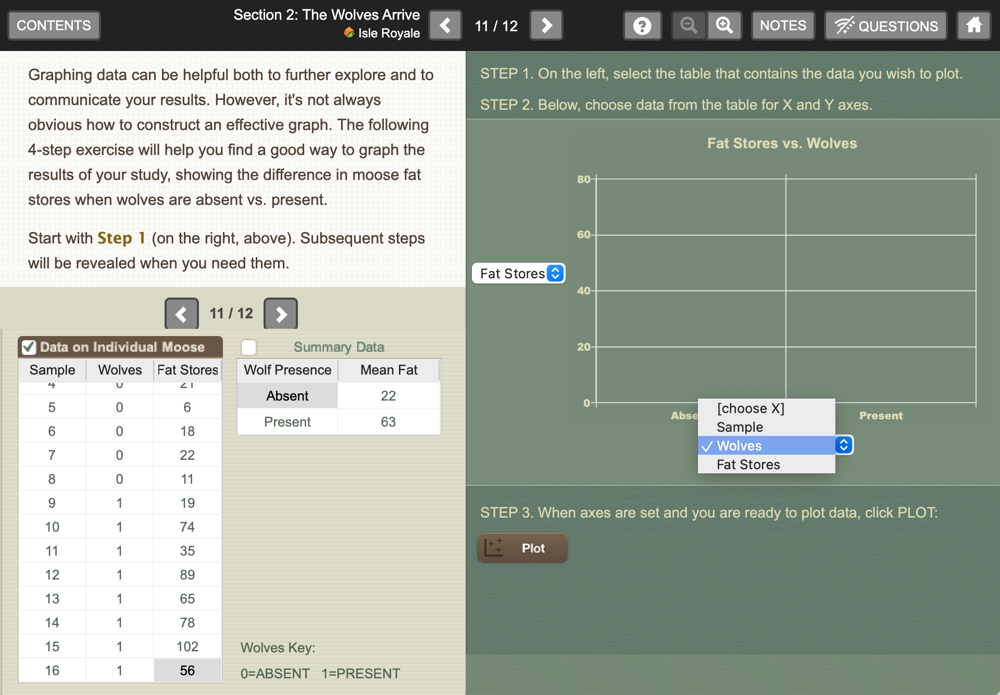 CONTENTS
Section 2: The Wolves Arrive
Isle Royale
11 / 12
?
NOTES
QUESTIONS
Graphing data can be helpful both to further explore and to
communicate your results. However, it's not always
obvious how to construct an effective graph. The following
4-step exercise will help you find a good way to graph the
results of your study, showing the difference in moose fat
stores when wolves are absent vs. present.
Start with Step 1 (on the right, above). Subsequent steps
will be revealed when you need them.
11 / 12
Data on Individual Moose
Sample Wolves Fat Stores
4 0 21
5 0 6
6 0 18
7 0 22
8 0 11
9 1 19
10 1 74
11 1 35
12 1 89
13 1 65
14 1 78
15 1 102
16 1 56
Summary Data
Wolf Presence Mean Fat
Absent 22
Present 63
Wolves Key:
0=ABSENT 1=PRESENT
STEP 1. On the left, select the table that contains the data you wish to plot.
STEP 2. Below, choose data from the table for X and Y axes.
Fat Stores vs. Wolves
80
60
Fat Stores
40
20
0
Abse
Present
[choose X]
Sample
✓ Wolves
Fat Stores
STEP 3. When axes are set and you are ready to plot data, click PLOT:
Plot